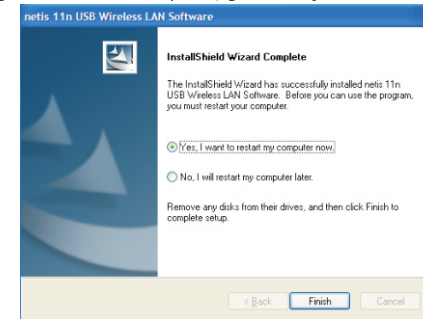 netis 11n USB Wireless LAN Software
InstallShield Wizard Complete
The InstallShield Wizard has successfully installed netis 11n
USB Wireless LAN Software. Before you can use the program,
you must restart your computer.
Yes, I want to restart my computer now.
No, I will restart my computer later.
Remove any disks from their drives, and then click Finish to
complete setup.
< Back Finish Cancel